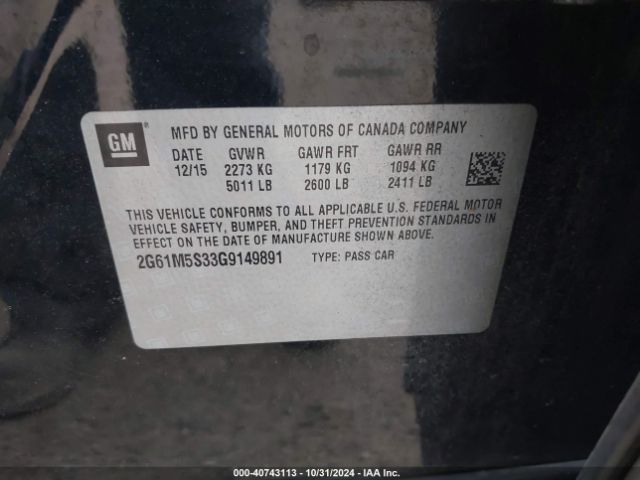 GM
MFD BY GENERAL MOTORS OF CANADA COMPANY
DATE GVWR GAWR FRT GAWR RR
12/15 2273 KG 1179 KG 1094 KG
5011 LB 2600 LB 2411 LB
THIS VEHICLE CONFORMS TO ALL APPLICABLE U.S. FEDERAL MOTOR
VEHICLE SAFETY, BUMPER, AND THEFT PREVENTION STANDARDS IN
EFFECT ON THE DATE OF MANUFACTURE SHOWN ABOVE.
2G61M5S33G9149891 TYPE: PASS CAR
000-40743113 - 10/31/2024 - IAA Inc.